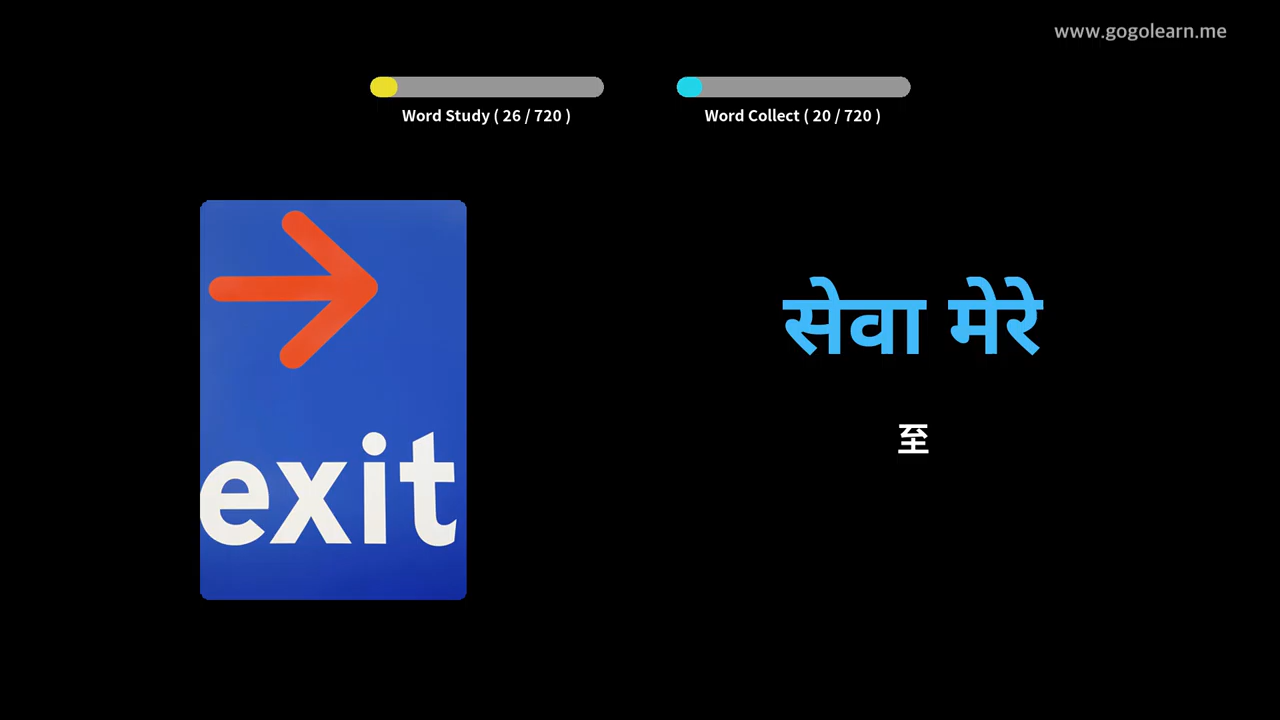 www.gogolearn.me
Word Study ( 26 / 720 )
Word Collect ( 20 / 720 )
exit
सेवा मेरे
至